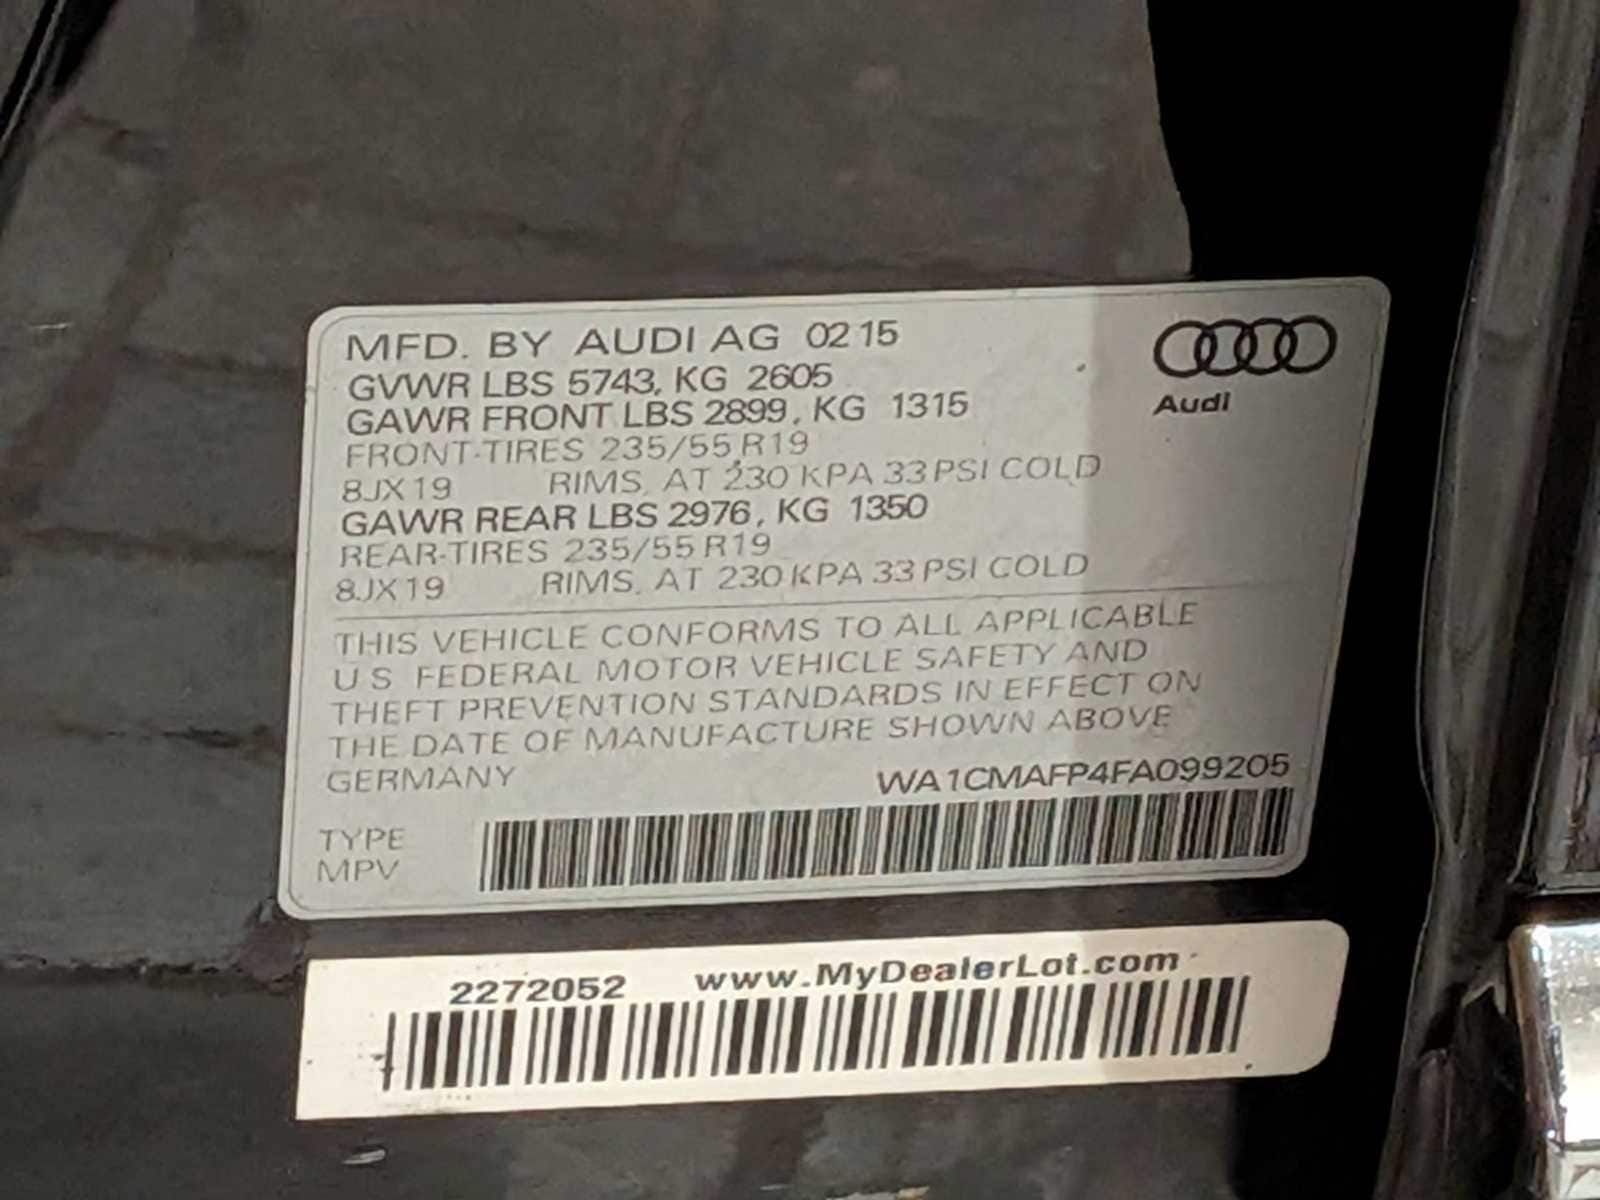 MFD. BY AUDI AG 02 15
GVWR LBS 5743, KG 2605
GAWR FRONT LBS 2899, KG 1315
FRONT-TIRES 235/55 R19
8JX19 RIMS, AT 230 KPA 33 PSI COLD
GAWR REAR LBS 2976, KG 1350
REAR-TIRES 235/55 R19
8JX19 RIMS, AT 230 KPA 33 PSI COLD
Audi
THIS VEHICLE CONFORMS TO ALL APPLICABLE
U S FEDERAL MOTOR VEHICLE SAFETY AND
THEFT PREVENTION STANDARDS IN EFFECT ON
THE DATE OF MANUFACTURE SHOWN ABOVE
GERMANY WA1CMAFP4FA099205
TYPE
MPV
2272052 www.MyDealerLot.com